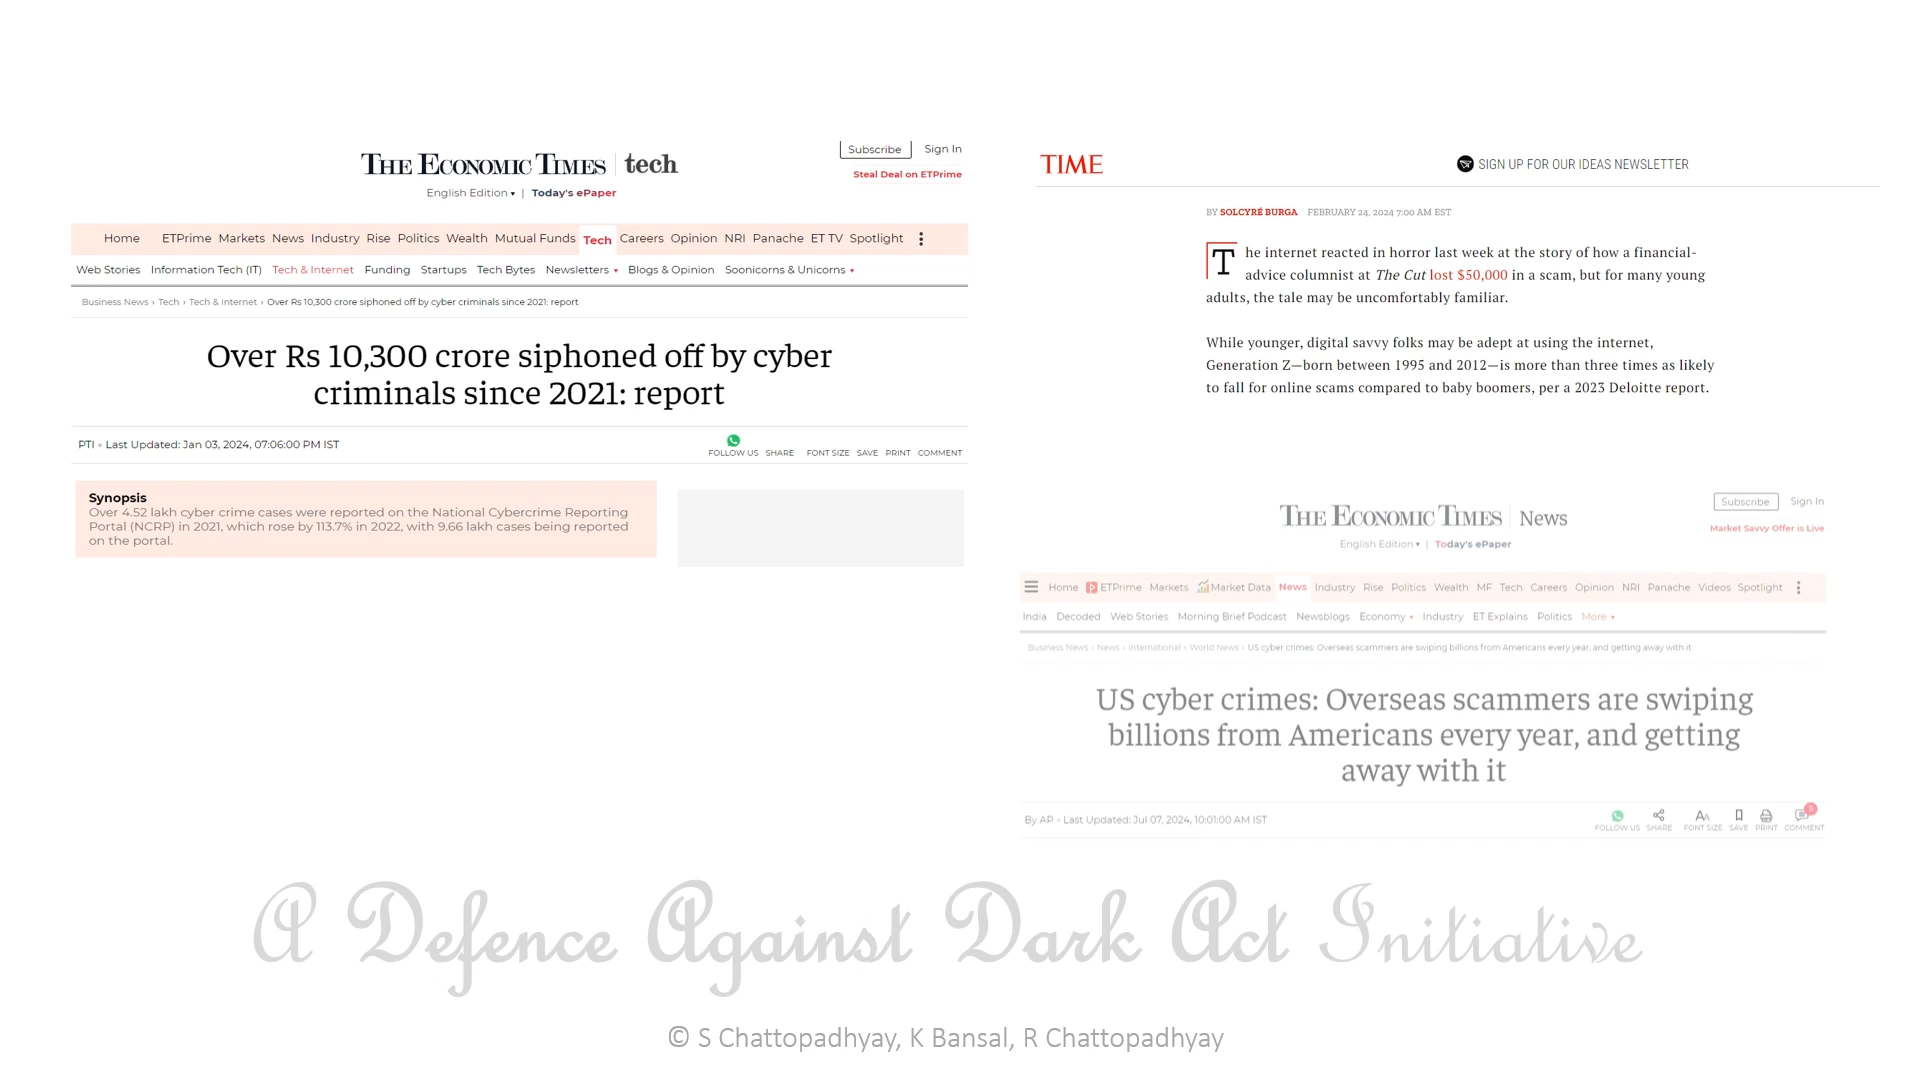 THE ECONOMIC TIMES | tech
Subscribe Sign In
Steal Deal on ETPrime
English Edition ▾ | Today's ePaper
Home ETPrime Markets News Industry Rise Politics Wealth Mutual Funds Tech Careers Opinion NRI Panache ET TV Spotlight
Web Stories Information Tech (IT) Tech & Internet Funding Startups Tech Bytes Newsletters ▾ Blogs & Opinion Soonicorns & Unicorns ▾
Business News › Tech › Tech & Internet › Over Rs 10,300 crore siphoned off by cyber criminals since 2021: report
Over Rs 10,300 crore siphoned off by cyber
criminals since 2021: report
PTI • Last Updated: Jan 03, 2024, 07:06:00 PM IST
FOLLOW US SHARE FONT SIZE SAVE PRINT COMMENT
Synopsis
Over 4.52 lakh cyber crime cases were reported on the National Cybercrime Reporting
Portal (NCRP) in 2021, which rose by 113.7% in 2022, with 9.66 lakh cases being reported
on the portal.
TIME
SIGN UP FOR OUR IDEAS NEWSLETTER
BY SOLCYRÉ BURGA FEBRUARY 24, 2024 7:00 AM EST
The internet reacted in horror last week at the story of how a financial-
advice columnist at The Cut lost $50,000 in a scam, but for many young
adults, the tale may be uncomfortably familiar.
While younger, digital savvy folks may be adept at using the internet,
Generation Z—born between 1995 and 2012—is more than three times as likely
to fall for online scams compared to baby boomers, per a 2023 Deloitte report.
THE ECONOMIC TIMES | News
Subscribe Sign In
Market Savvy Offer is Live
English Edition ▾ | Today's ePaper
Home ETPrime Markets Market Data News Industry Rise Politics Wealth MF Tech Careers Opinion NRI Panache Videos Spotlight
India Decoded Web Stories Morning Brief Podcast Newsblogs Economy ▾ Industry ET Explains Politics More ▾
Business News › News › International › World News › US cyber crimes: Overseas scammers are swiping billions from Americans every year, and getting away with it
US cyber crimes: Overseas scammers are swiping
billions from Americans every year, and getting
away with it
By AP • Last Updated: Jul 07, 2024, 10:01:00 AM IST
FOLLOW US SHARE FONT SIZE SAVE PRINT COMMENT
A Defence Against Dark Act Initiative
© S Chattopadhyay, K Bansal, R Chattopadhyay